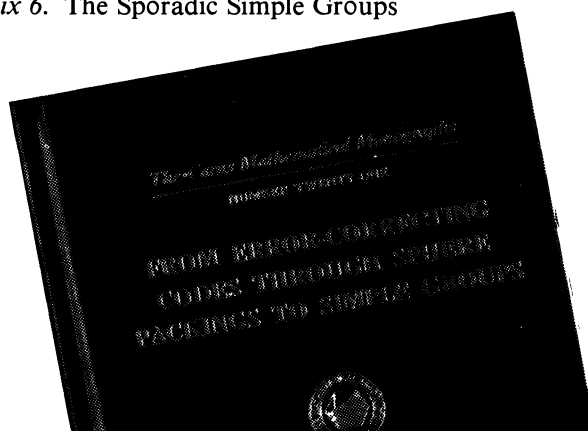 ix 6. The Sporadic Simple Groups
The Carus Mathematical Monographs
NUMBER TWENTY ONE
FROM ERROR-CORRECTING
CODES THROUGH SPHERE
PACKINGS TO SIMPLE GROUPS